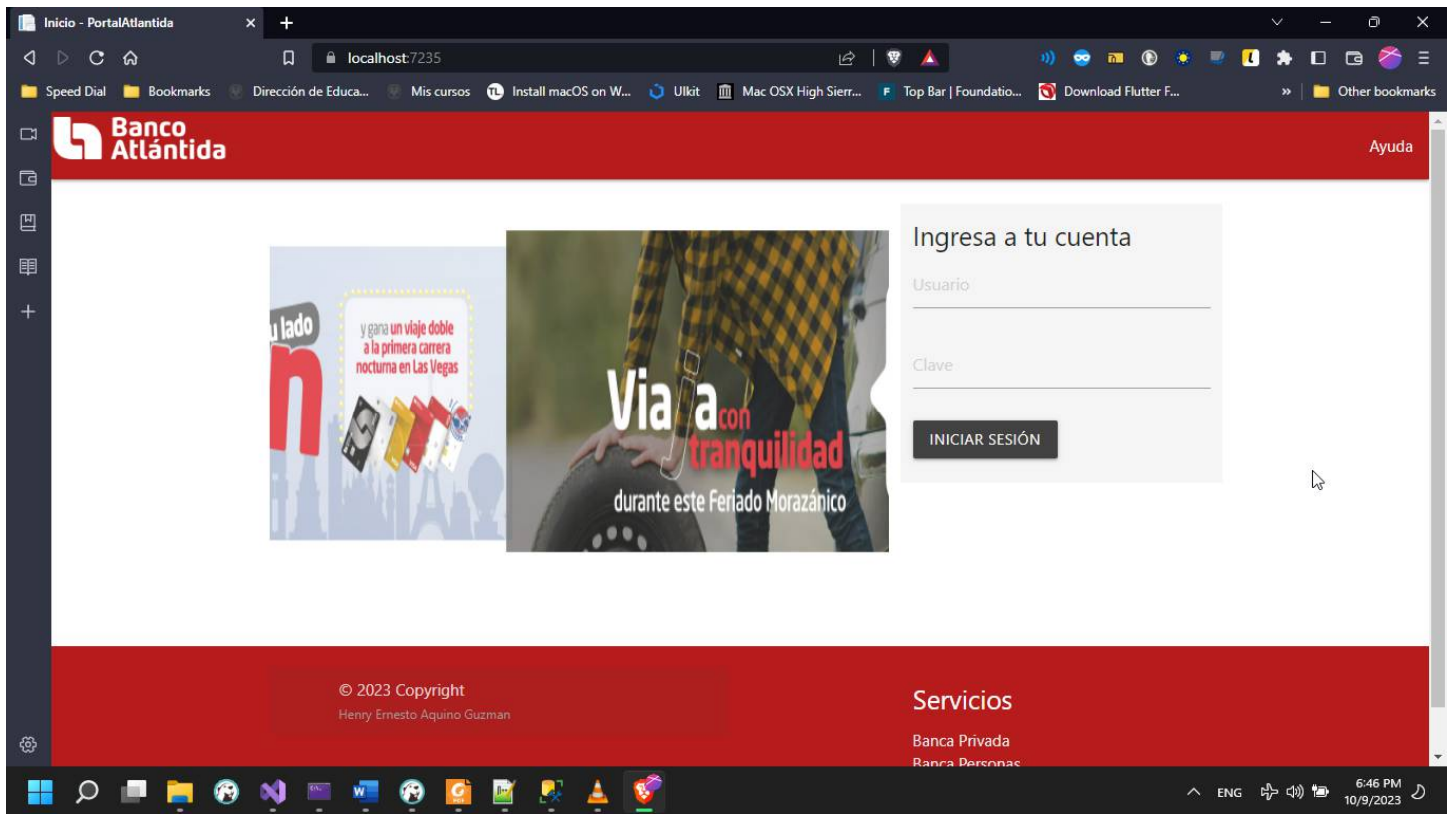 Inicio - PortalAtlantida
localhost:7235
Speed Dial
Bookmarks
Dirección de Educa...
Mis cursos
Install macOS on W...
UIkit
Mac OSX High Sierr...
Top Bar | Foundatio...
Download Flutter F...
Other bookmarks
Banco
Atlántida
Ayuda
u lado
n
y gana un viaje doble
a la primera carrera
nocturna en Las Vegas
Viaja con
tranquilidad
durante este Feriado Morazánico
Ingresa a tu cuenta
Usuario
Clave
INICIAR SESIÓN
© 2023 Copyright
Henry Ernesto Aquino Guzman
Servicios
Banca Privada
Banca Personas
ENG
6:46 PM
10/9/2023